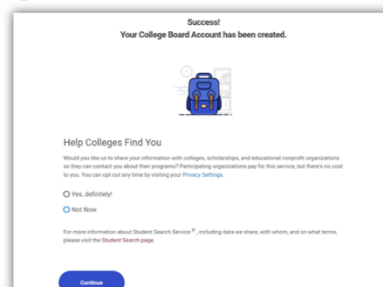 Success!
Your College Board Account has been created.
Help Colleges Find You
Would you like us to share your information with colleges, scholarships, and educational nonprofit organizations
so they can contact you about their programs? Participating organizations pay for this service, but there's no cost
to you. You can opt out any time by visiting your Privacy Settings.
Yes, definitely!
Not Now
For more information about Student Search Service ®, including data we share, with whom, and on what terms,
please visit the Student Search page.
Continue